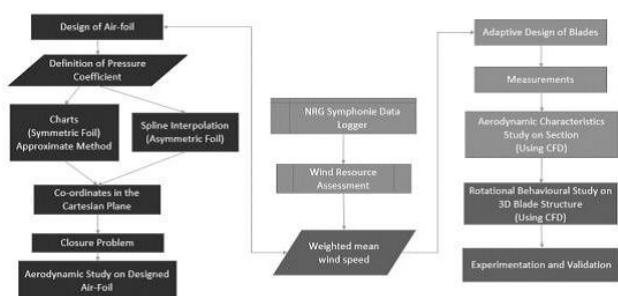 Design of Air-foil
Definition of Pressure
Coefficient
Charts
(Symmetric Foil)
Approximate Method
Spline Interpolation
(Asymmetric Foil)
Co-ordinates in the
Cartesian Plane
Closure Problem
Aerodynamic Study on Designed
Air-Foil
NRG Symphonie Data
Logger
Wind Resource
Assessment
Weighted mean
wind speed
Adaptive Design of Blades
Measurements
Aerodynamic Characteristics
Study on Section
(Using CFD)
Rotational Behavioural Study on
3D Blade Structure
(Using CFD)
Experimentation and Validation